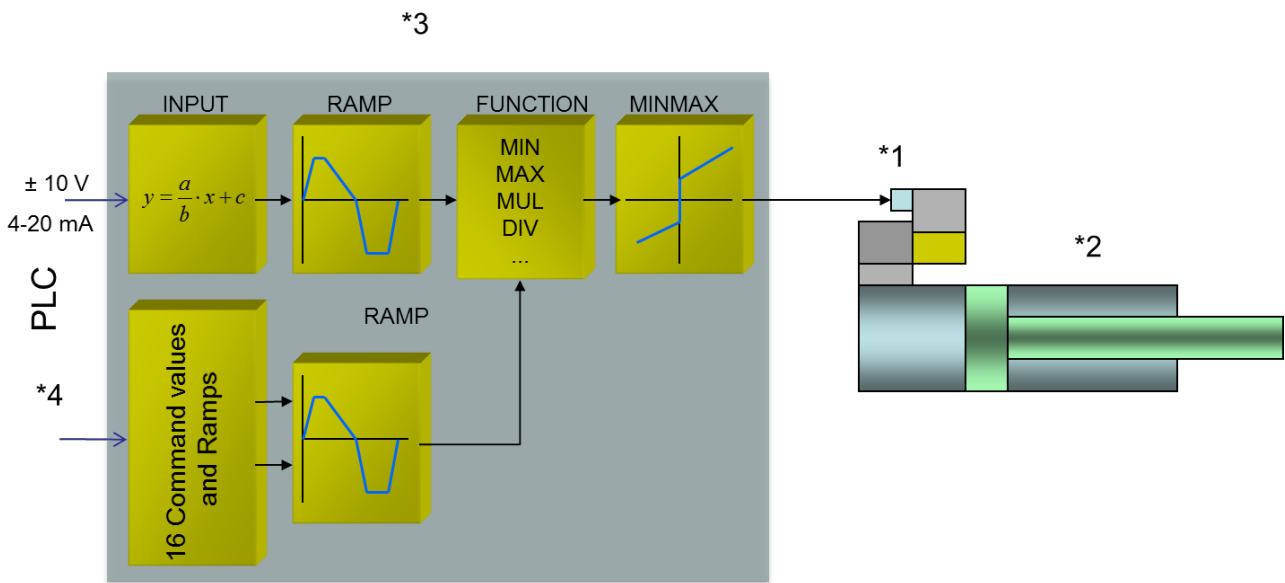 *3
INPUT
RAMP
FUNCTION
MINMAX
± 10 V
4-20 mA
y = a/b · x + c
MIN
MAX
MUL
DIV
...
*1
*2
PLC
RAMP
*4
16 Command values
and Ramps